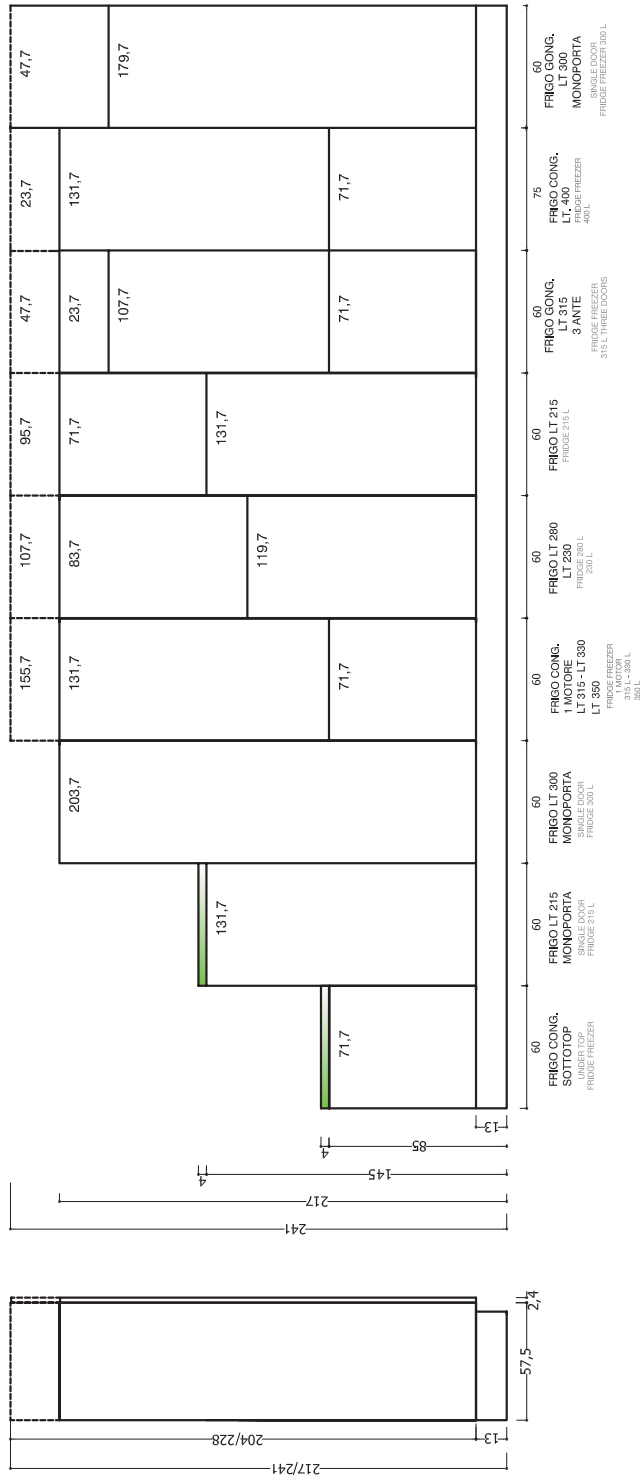 47,7
179,7
60
FRIGO GONG.
LT 300
MONOPORTA
SINGLE DOOR
FRIDGE FREEZER 300 L
23,7
131,7
71,7
75
FRIGO CONG.
LT. 400
FRIDGE FREEZER
400 L
47,7
23,7
107,7
71,7
60
FRIGO GONG.
LT 315
3 ANTE
FRIDGE FREEZER
315 L THREE DOORS
95,7
71,7
131,7
60
FRIGO LT 215
FRIDGE 215 L
107,7
83,7
119,7
60
FRIGO LT 280
LT 230
FRIDGE 280 L
230 L
155,7
131,7
71,7
60
FRIGO CONG.
1 MOTORE
LT 315 - LT 330
LT 350
FRIDGE FREEZER
1 MOTOR
315 L - 330 L
350 L
203,7
60
FRIGO LT 300
MONOPORTA
SINGLE DOOR
FRIDGE 300 L
131,7
60
FRIGO LT 215
MONOPORTA
SINGLE DOOR
FRIDGE 215 L
71,7
60
FRIGO CONG.
SOTTOTOP
UNDER TOP
FRIDGE FREEZER
13
4
85
4
145
217
241
2,4
57,5
204/228
13
217/241